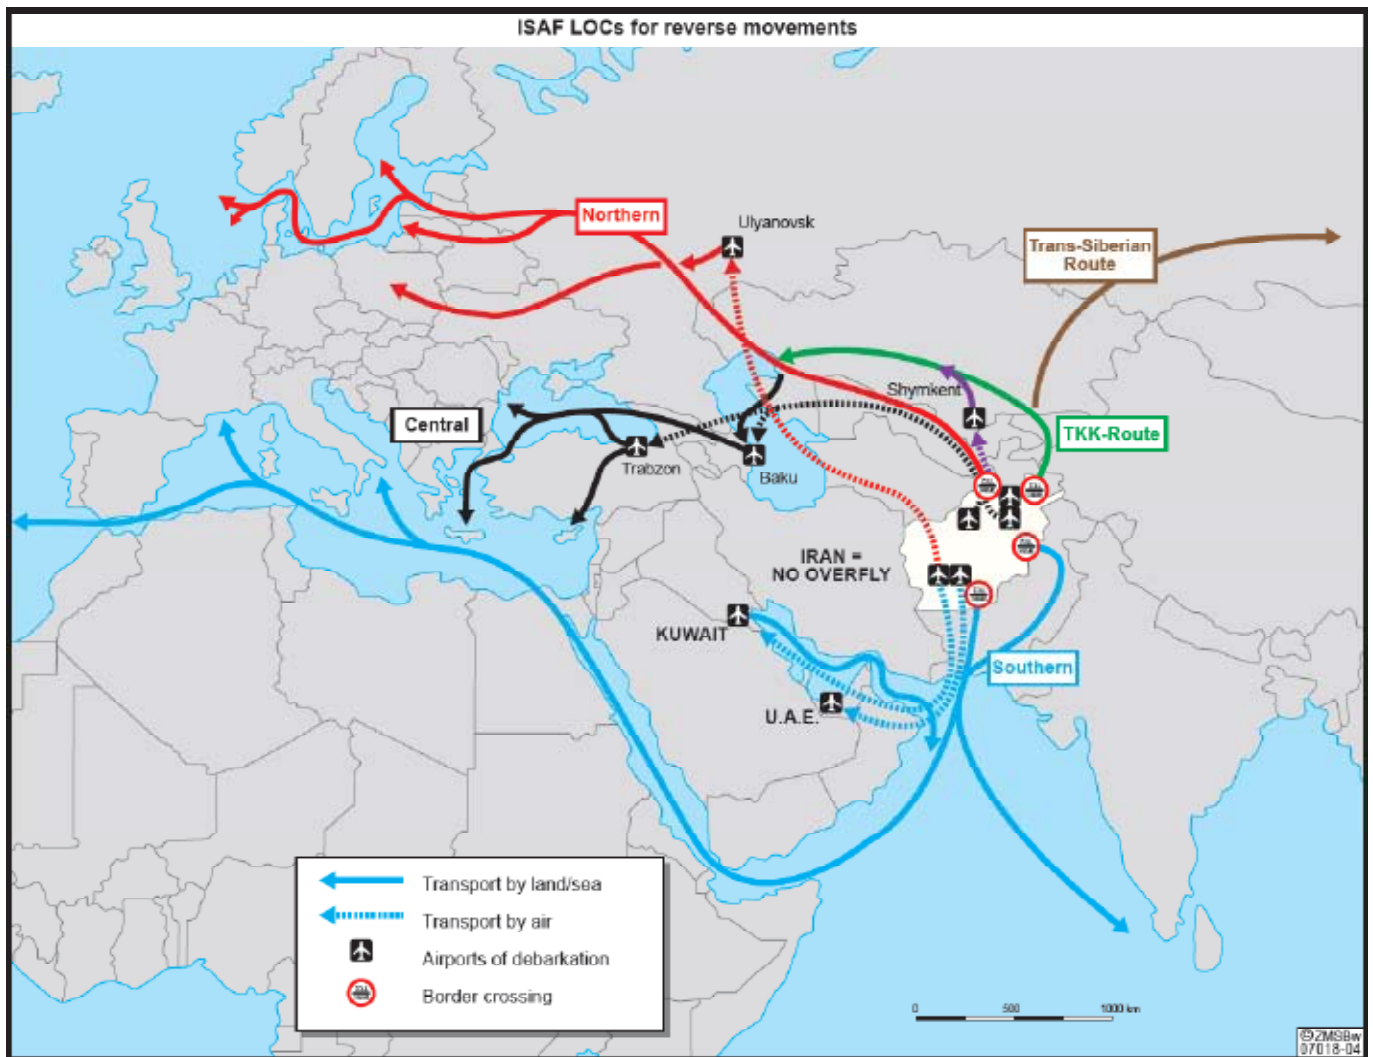 ISAF LOCs for reverse movements
Northern
Ulyanovsk
Trans-Siberian
Route
Shymkent
Central
TKK-Route
Trabzon
Baku
IRAN =
NO OVERFLY
KUWAIT
Southern
U.A.E.
Transport by land/sea
Transport by air
Airports of debarkation
Border crossing
0 500 1000 km
©ZMSBw
07018-04